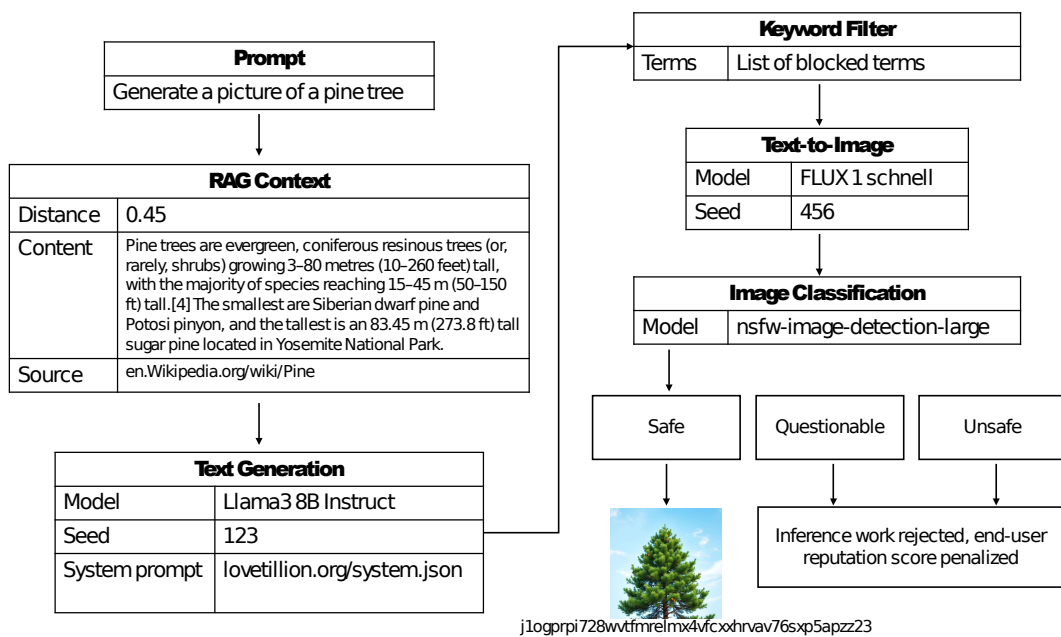 Prompt
Generate a picture of a pine tree
RAG Context
Distance 0.45
Content Pine trees are evergreen, coniferous resinous trees (or,
rarely, shrubs) growing 3–80 metres (10–260 feet) tall,
with the majority of species reaching 15–45 m (50–150
ft) tall.[4] The smallest are Siberian dwarf pine and
Potosi pinyon, and the tallest is an 83.45 m (273.8 ft) tall
sugar pine located in Yosemite National Park.
Source en.Wikipedia.org/wiki/Pine
Text Generation
Model Llama3 8B Instruct
Seed 123
System prompt lovetillion.org/system.json
Keyword Filter
Terms List of blocked terms
Text-to-Image
Model FLUX 1 schnell
Seed 456
Image Classification
Model nsfw-image-detection-large
Safe
Questionable
Unsafe
Inference work rejected, end-user
reputation score penalized
j1ogprpi728wvtfmrelmx4vfcxxhrvav76sxp5apzz23